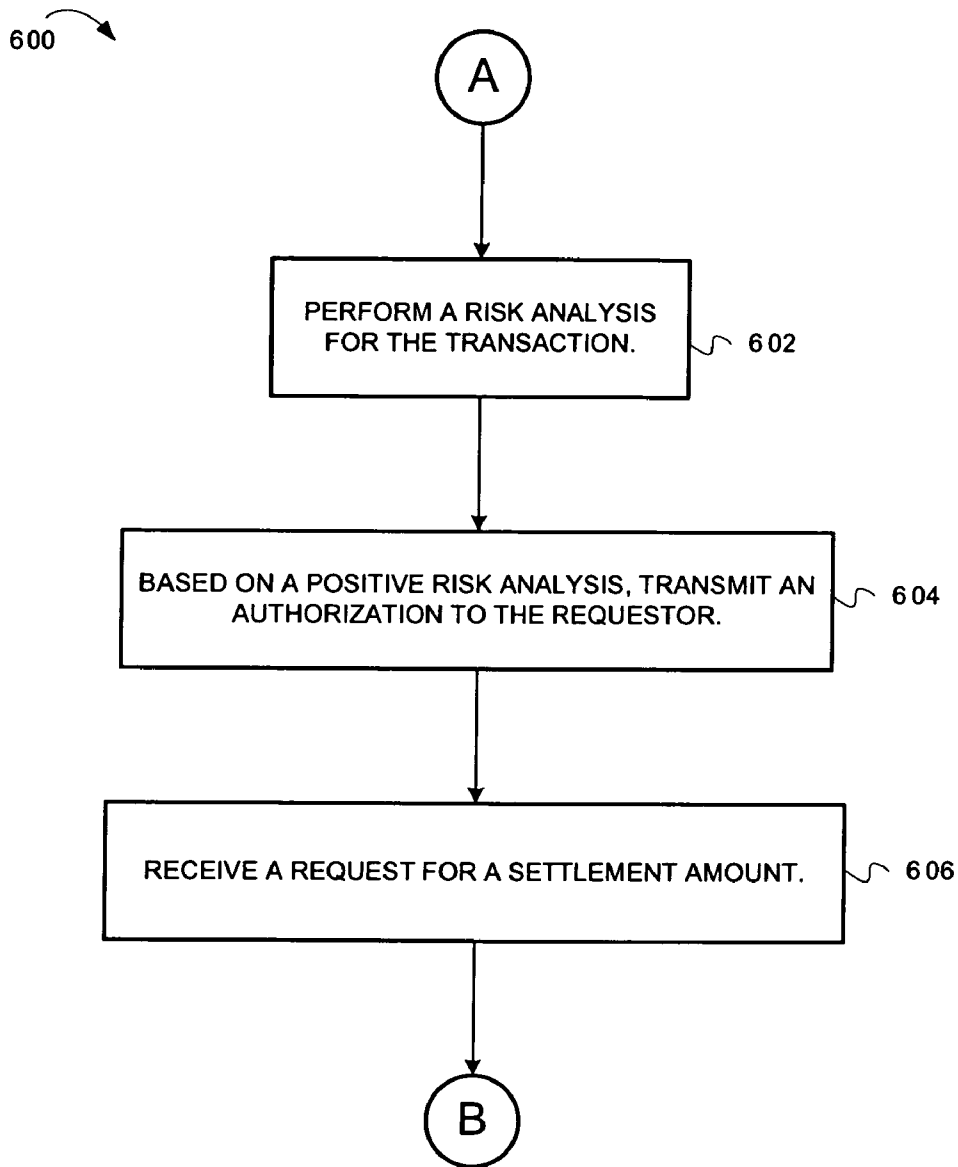 600
A
PERFORM A RISK ANALYSIS
FOR THE TRANSACTION.
602
BASED ON A POSITIVE RISK ANALYSIS, TRANSMIT AN
AUTHORIZATION TO THE REQUESTOR.
604
RECEIVE A REQUEST FOR A SETTLEMENT AMOUNT.
606
B